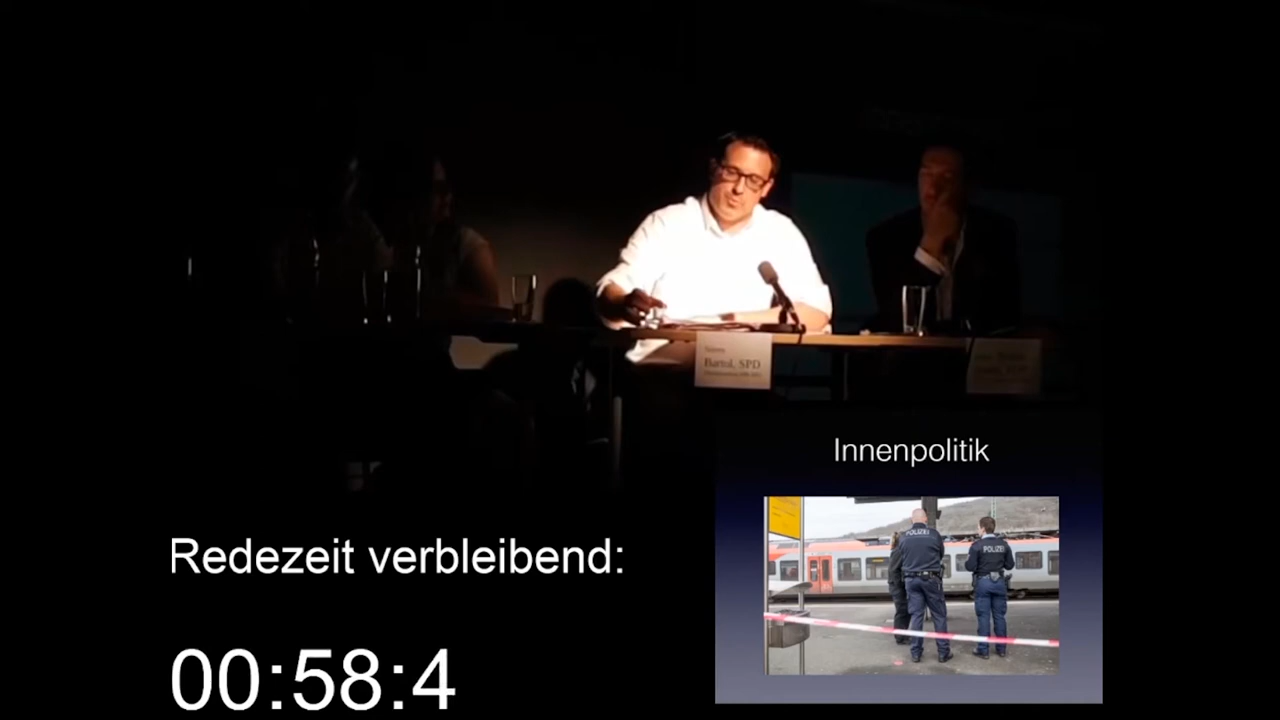 Bartol, SPD
Innenpolitik
POLIZEI
POLIZEI
Redezeit verbleibend:
00:58:4